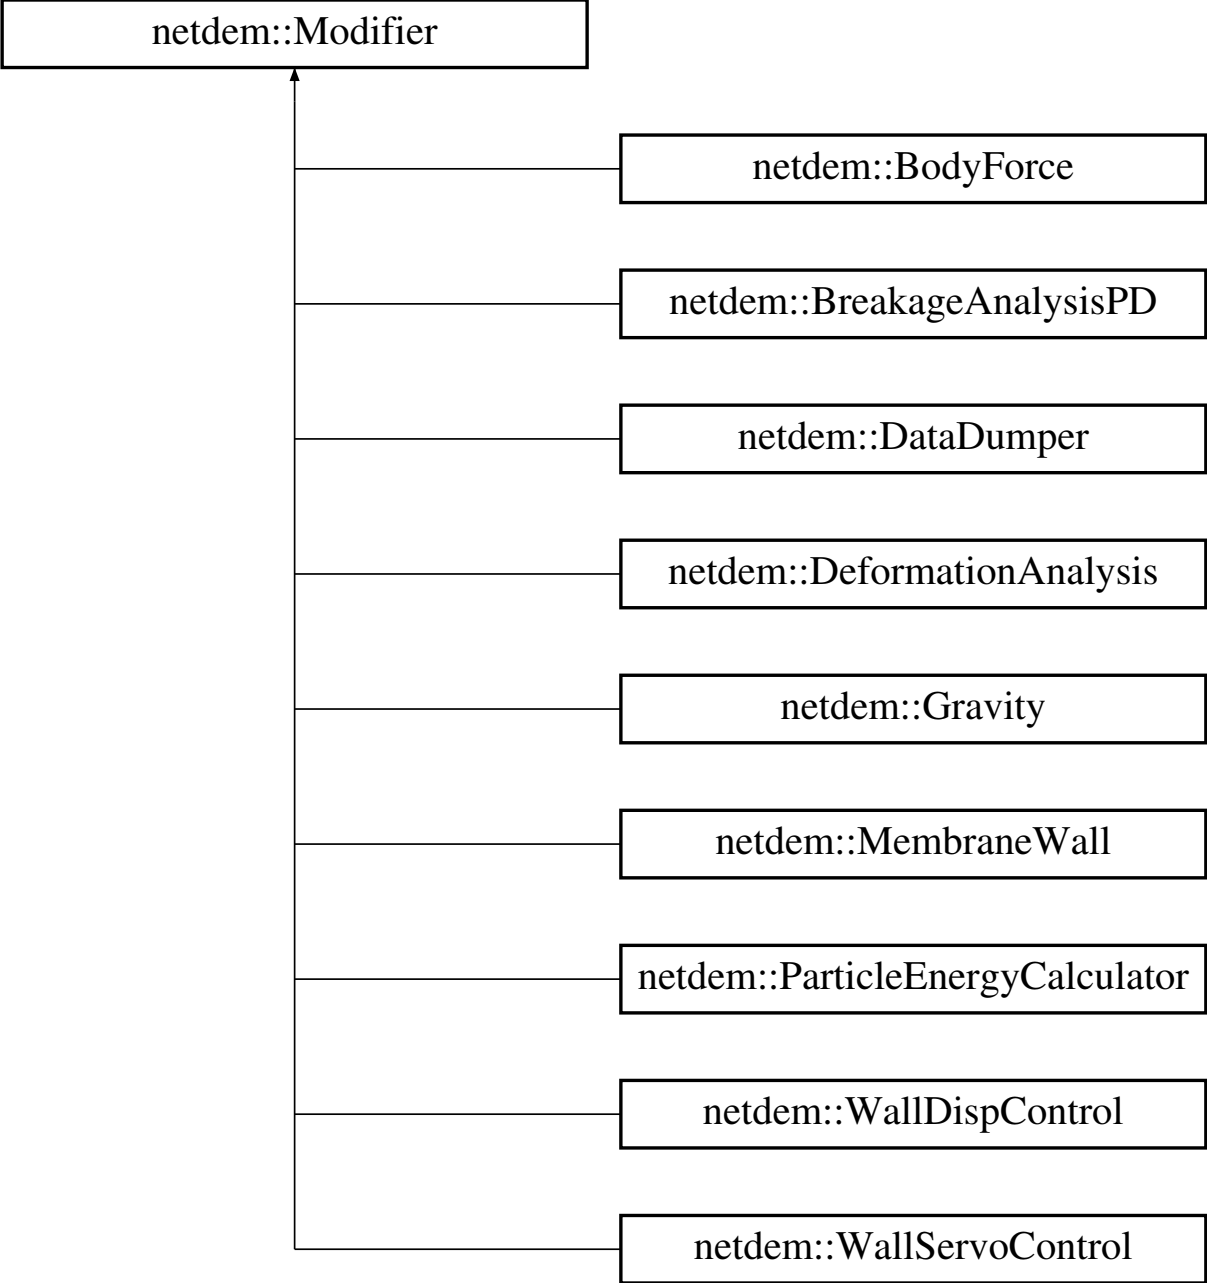 netdem::Modifier
netdem::BodyForce
netdem::BreakageAnalysisPD
netdem::DataDumper
netdem::DeformationAnalysis
netdem::Gravity
netdem::MembraneWall
netdem::ParticleEnergyCalculator
netdem::WallDispControl
netdem::WallServoControl